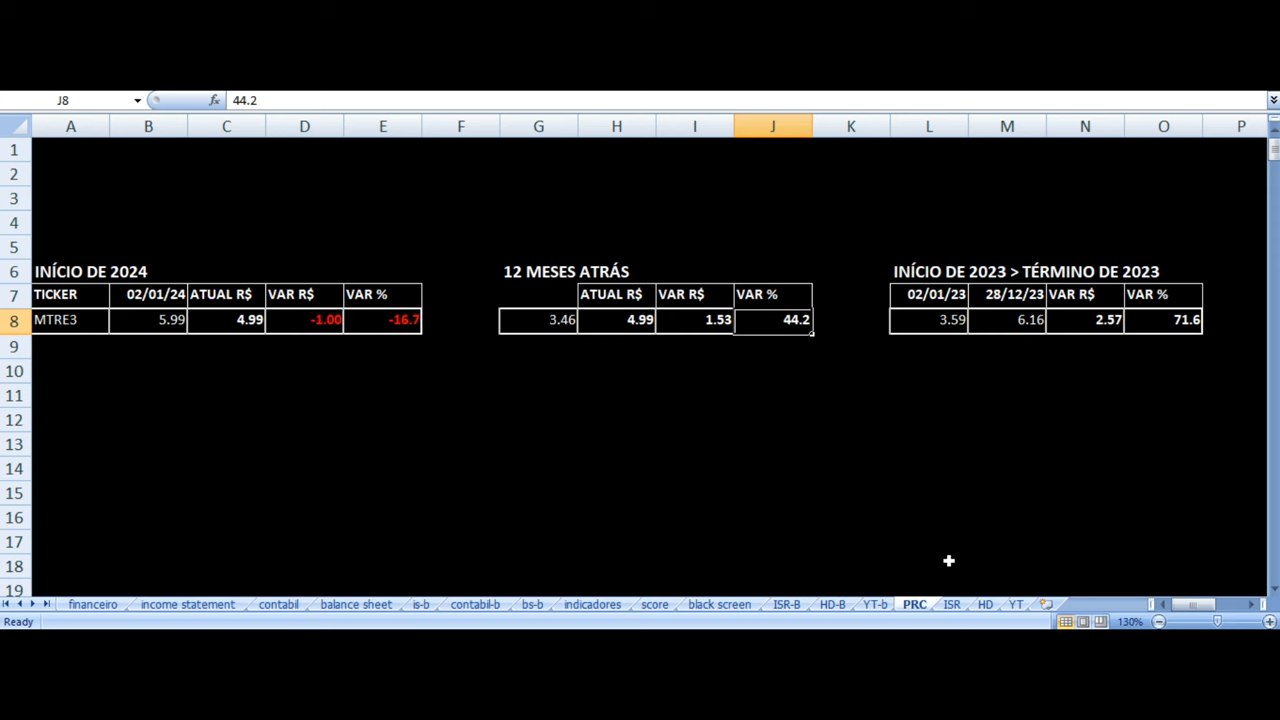 J8 fx 44.2
A B C D E F G H I J K L M N O P
1
2
3
4
5
6 INÍCIO DE 2024 12 MESES ATRÁS INÍCIO DE 2023 > TÉRMINO DE 2023
7 TICKER 02/01/24 ATUAL R$ VAR R$ VAR % ATUAL R$ VAR R$ VAR % 02/01/23 28/12/23 VAR R$ VAR %
8 MTRE3 5.99 4.99 -1.00 -16.7 3.46 4.99 1.53 44.2 3.59 6.16 2.57 71.6
9
10
11
12
13
14
15
16
17
18
19
financeiro income statement contabil balance sheet is-b contabil-b bs-b indicadores score black screen ISR-B HD-B YT-b PRC ISR HD YT
Ready 130%